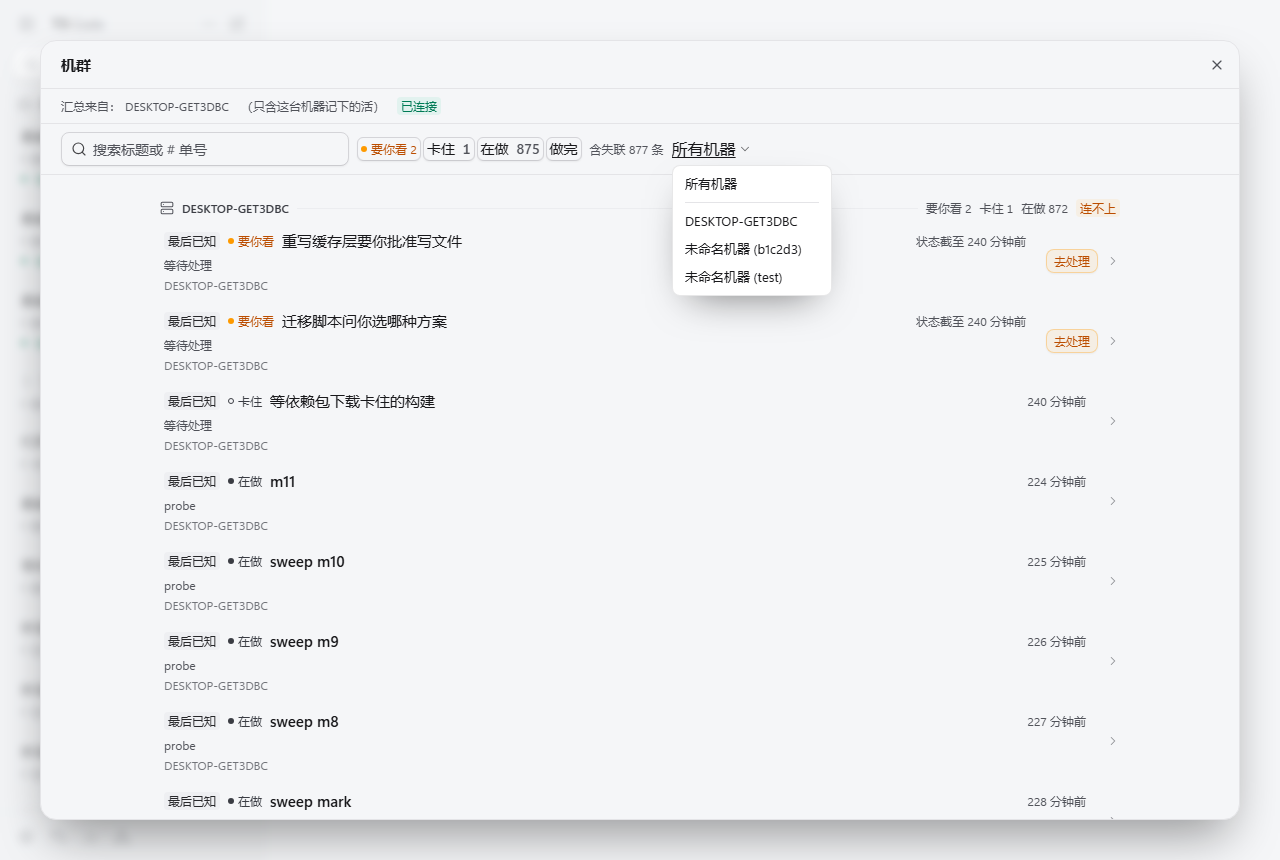 机群
汇总来自： DESKTOP-GET3DBC （只含这台机器记下的活） 已连接
搜索标题或 # 单号 要你看 2 卡住 1 在做 875 做完 含失联 877 条 所有机器
所有机器
DESKTOP-GET3DBC
未命名机器 (b1c2d3)
未命名机器 (test)
DESKTOP-GET3DBC 要你看 2 卡住 1 在做 872 连不上
最后已知 要你看 重写缓存层要你批准写文件 状态截至 240 分钟前
等待处理 去处理
DESKTOP-GET3DBC
最后已知 要你看 迁移脚本问你选哪种方案 状态截至 240 分钟前
等待处理 去处理
DESKTOP-GET3DBC
最后已知 卡住 等依赖包下载卡住的构建 240 分钟前
等待处理
DESKTOP-GET3DBC
最后已知 在做 m11 224 分钟前
probe
DESKTOP-GET3DBC
最后已知 在做 sweep m10 225 分钟前
probe
DESKTOP-GET3DBC
最后已知 在做 sweep m9 226 分钟前
probe
DESKTOP-GET3DBC
最后已知 在做 sweep m8 227 分钟前
probe
DESKTOP-GET3DBC
最后已知 在做 sweep mark 228 分钟前